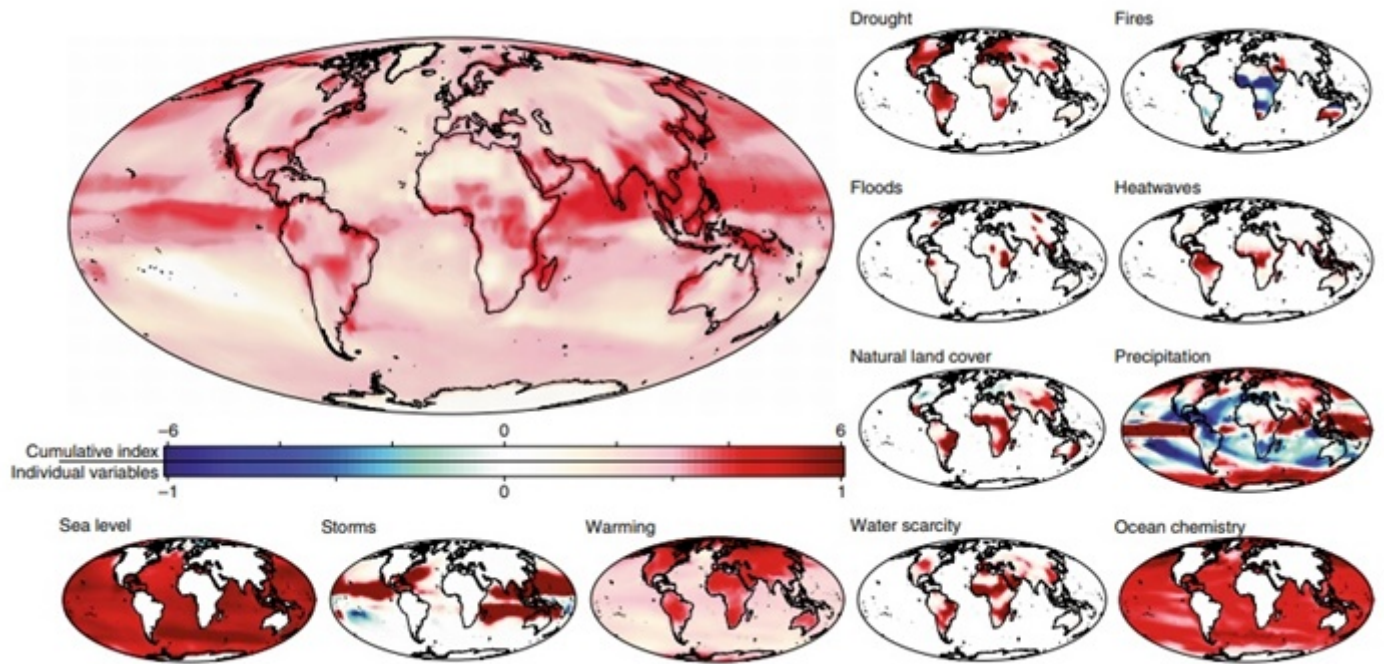 Drought
Fires
Floods
Heatwaves
Natural land cover
Precipitation
–6
0
6
Cumulative index
Individual variables
–1
0
1
Sea level
Storms
Warming
Water scarcity
Ocean chemistry